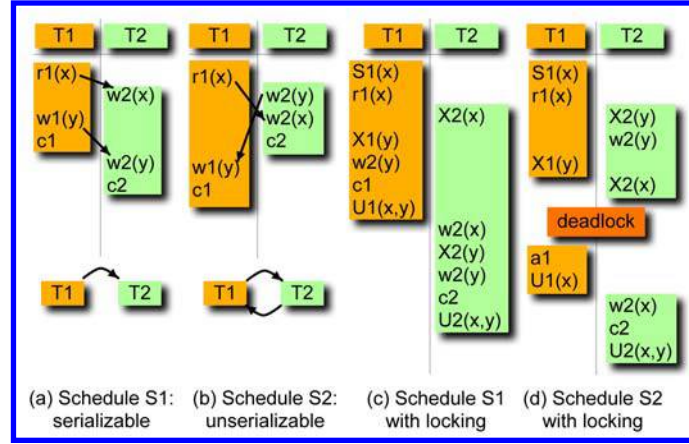 T1
T2
r1(x)
w1(y)
c1
w2(x)
w2(y)
c2
T1
T2
(a) Schedule S1:
serializable
T1
T2
r1(x)
w1(y)
c1
w2(y)
w2(x)
c2
T1
T2
(b) Schedule S2:
unserializable
T1
T2
S1(x)
r1(x)
X1(y)
w2(y)
c1
U1(x,y)
X2(x)
w2(x)
X2(y)
w2(y)
c2
U2(x,y)
(c) Schedule S1
with locking
T1
T2
S1(x)
r1(x)
X1(y)
X2(y)
w2(y)
X2(x)
deadlock
a1
U1(x)
w2(x)
c2
U2(x,y)
(d) Schedule S2
with locking